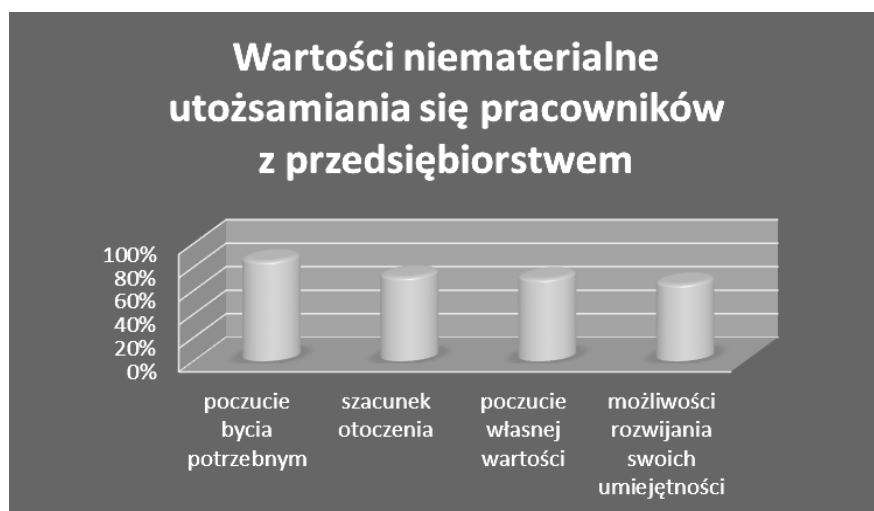 Wartości niematerialne
utożsamiania się pracowników
z przedsiębiorstwem
100%
80%
60%
40%
20%
0%
poczucie
bycia
potrzebnym
szacunek
otoczenia
poczucie
własnej
wartości
możliwości
rozwijania
swoich
umiejętności